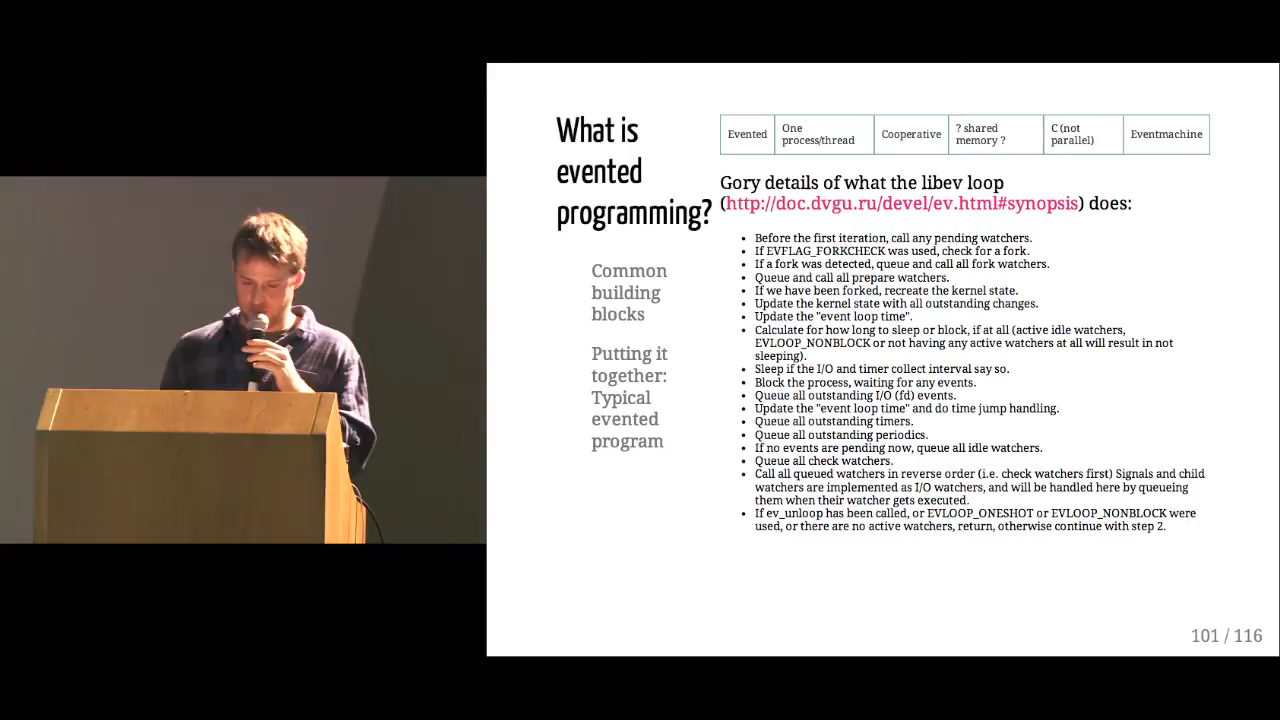 What is
evented
programming?
Common
building
blocks
Putting it
together:
Typical
evented
program
Evented
One
process/thread
Cooperative
? shared
memory ?
C (not
parallel)
Eventmachine
Gory details of what the libev loop
(http://doc.dvgu.ru/devel/ev.html#synopsis) does:
• Before the first iteration, call any pending watchers.
• If EVFLAG_FORKCHECK was used, check for a fork.
• If a fork was detected, queue and call all fork watchers.
• Queue and call all prepare watchers.
• If we have been forked, recreate the kernel state.
• Update the kernel state with all outstanding changes.
• Update the "event loop time".
• Calculate for how long to sleep or block, if at all (active idle watchers,
EVLOOP_NONBLOCK or not having any active watchers at all will result in not
sleeping).
• Sleep if the I/O and timer collect interval say so.
• Block the process, waiting for any events.
• Queue all outstanding I/O (fd) events.
• Update the "event loop time" and do time jump handling.
• Queue all outstanding timers.
• Queue all outstanding periodics.
• If no events are pending now, queue all idle watchers.
• Queue all check watchers.
• Call all queued watchers in reverse order (i.e. check watchers first) Signals and child
watchers are implemented as I/O watchers, and will be handled here by queueing
them when their watcher gets executed.
• If ev_unloop has been called, or EVLOOP_ONESHOT or EVLOOP_NONBLOCK were
used, or there are no active watchers, return, otherwise continue with step 2.
101 / 116